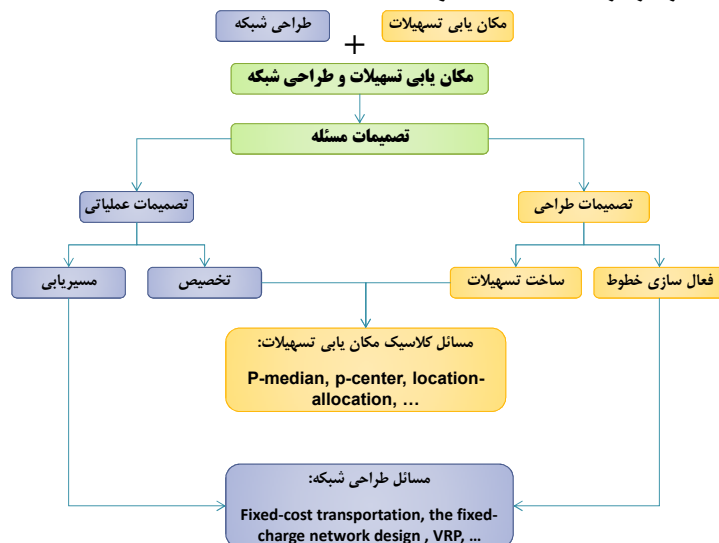 مکان یابی تسهیلات
طراحی شبکه
+
مکان یابی تسهیلات و طراحی شبکه
تصمیمات مسئله
تصمیمات طراحی
تصمیمات عملیاتی
فعال سازی خطوط
ساخت تسهیلات
تخصیص
مسیریابی
مسائل کلاسیک مکان یابی تسهیلات:
P-median, p-center, location-
allocation, …
مسائل طراحی شبکه:
Fixed-cost transportation, the fixed-
charge network design , VRP, …